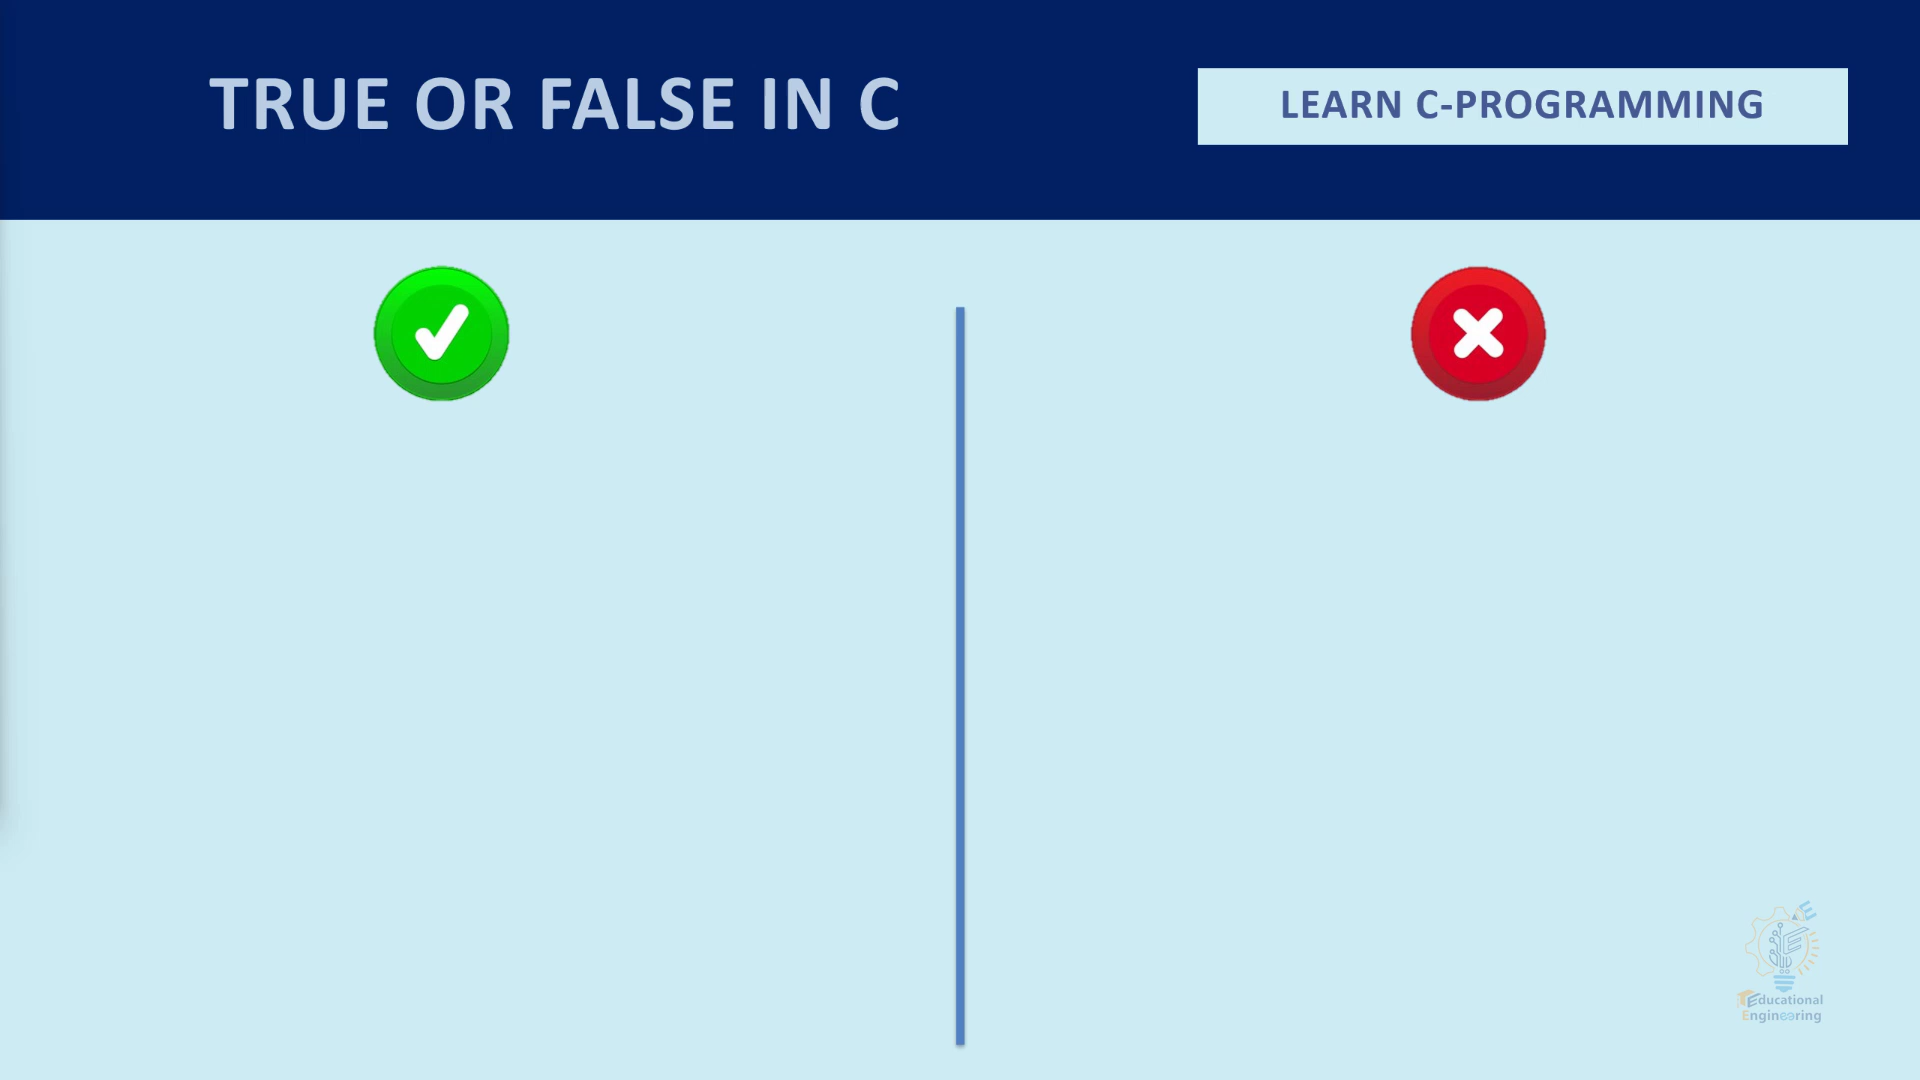 TRUE OR FALSE IN C
LEARN C-PROGRAMMING
Educational
Engineering